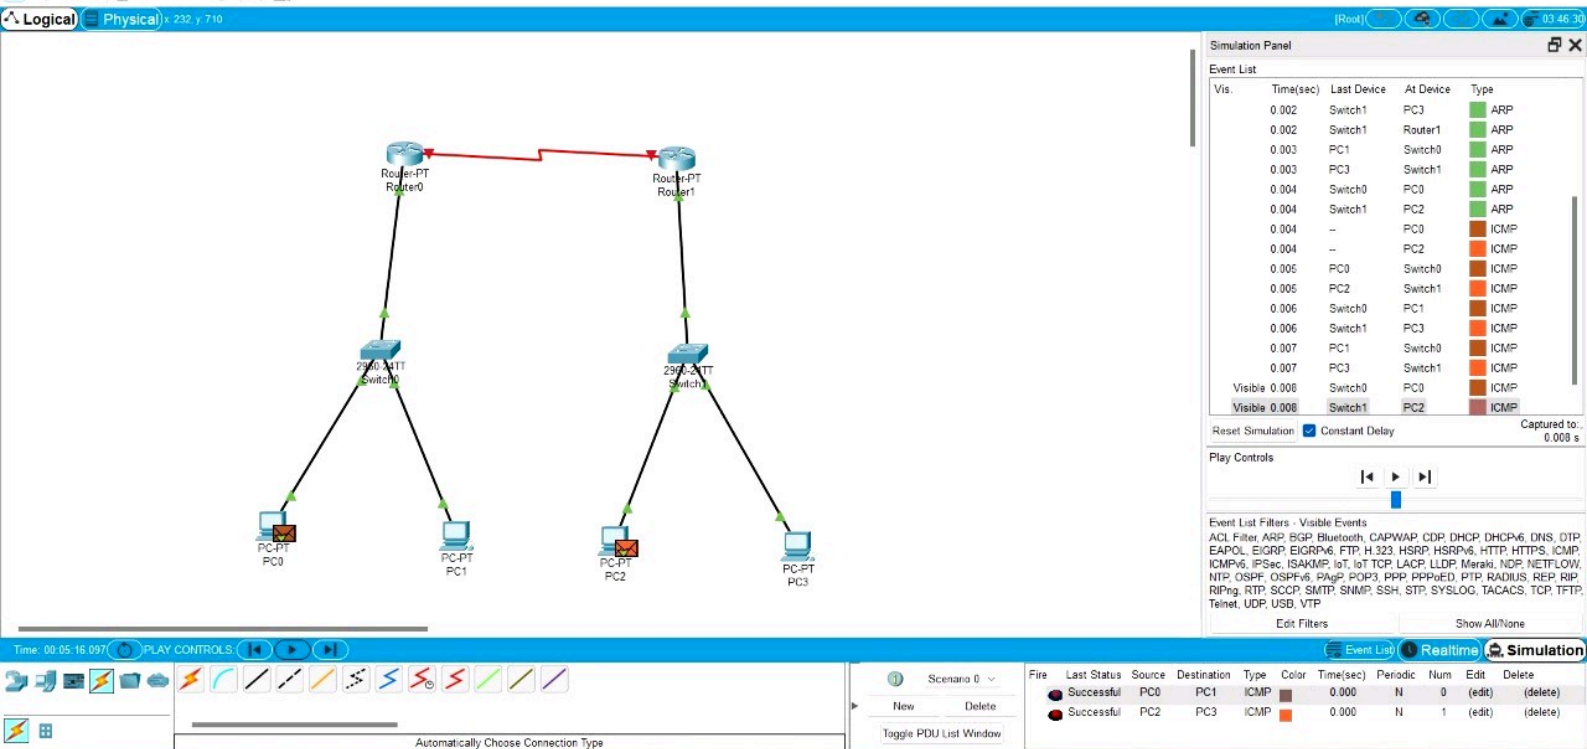 Logical Physical x: 232, y: 710 [Root] 03:46:30
Simulation Panel
Event List
Vis. Time(sec) Last Device At Device Type
0.002 Switch1 PC3 ARP
0.002 Switch1 Router1 ARP
0.003 PC1 Switch0 ARP
0.003 PC3 Switch1 ARP
0.004 Switch0 PC0 ARP
0.004 Switch1 PC2 ARP
0.004 -- PC0 ICMP
0.004 -- PC2 ICMP
0.005 PC0 Switch0 ICMP
0.005 PC2 Switch1 ICMP
0.006 Switch0 PC1 ICMP
0.006 Switch1 PC3 ICMP
0.007 PC1 Switch0 ICMP
0.007 PC3 Switch1 ICMP
Visible 0.008 Switch0 PC0 ICMP
Visible 0.008 Switch1 PC2 ICMP
Reset Simulation Constant Delay Captured to:
0.008 s
Play Controls
Event List Filters - Visible Events
ACL Filter, ARP, BGP, Bluetooth, CAPWAP, CDP, DHCP, DHCPv6, DNS, DTP,
EAPOL, EIGRP, EIGRPv6, FTP, H.323, HSRP, HSRPv6, HTTP, HTTPS, ICMP,
ICMPv6, IPSec, ISAKMP, IoT, IoT TCP, LACP, LLDP, Meraki, NDP, NETFLOW,
NTP, OSPF, OSPFv6, PAgP, POP3, PPP, PPPoED, PTP, RADIUS, REP, RIP,
RIPng, RTP, SCCP, SMTP, SNMP, SSH, STP, SYSLOG, TACACS, TCP, TFTP,
Telnet, UDP, USB, VTP
Edit Filters Show All/None
Router-PT
Router0
Router-PT
Router1
2960-24TT
Switch0
2960-24TT
Switch1
PC-PT
PC0
PC-PT
PC1
PC-PT
PC2
PC-PT
PC3
Time: 00:05:16.097 PLAY CONTROLS: Event List Realtime Simulation
Scenario 0
New Delete
Toggle PDU List Window
Fire Last Status Source Destination Type Color Time(sec) Periodic Num Edit Delete
Successful PC0 PC1 ICMP 0.000 N 0 (edit) (delete)
Successful PC2 PC3 ICMP 0.000 N 1 (edit) (delete)
Automatically Choose Connection Type